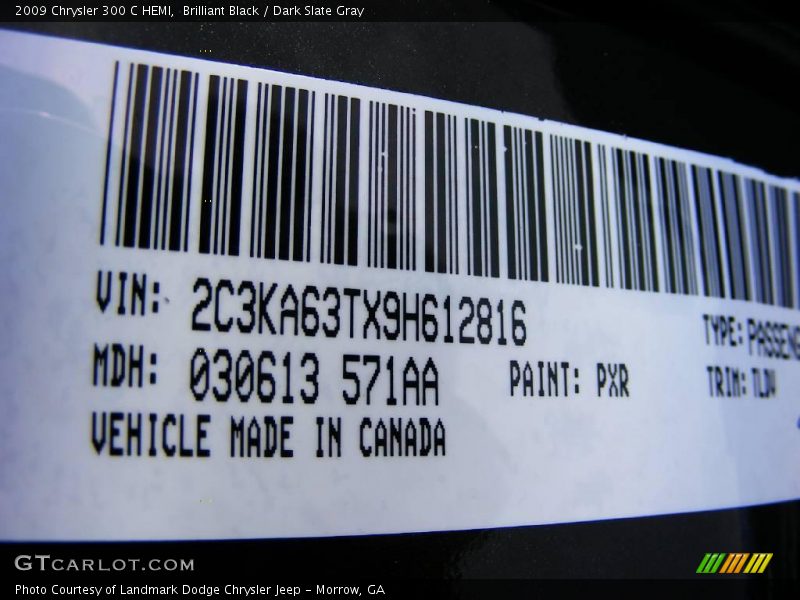 2009 Chrysler 300 C HEMI,  Brilliant Black / Dark Slate Gray
VIN: 2C3KA63TX9H612816
TYPE: PASSENG
MDH: 030613 571AA
PAINT: PXR
TRIM: TLDV
VEHICLE MADE IN CANADA
GTCARLOT.COM
Photo Courtesy of Landmark Dodge Chrysler Jeep - Morrow, GA